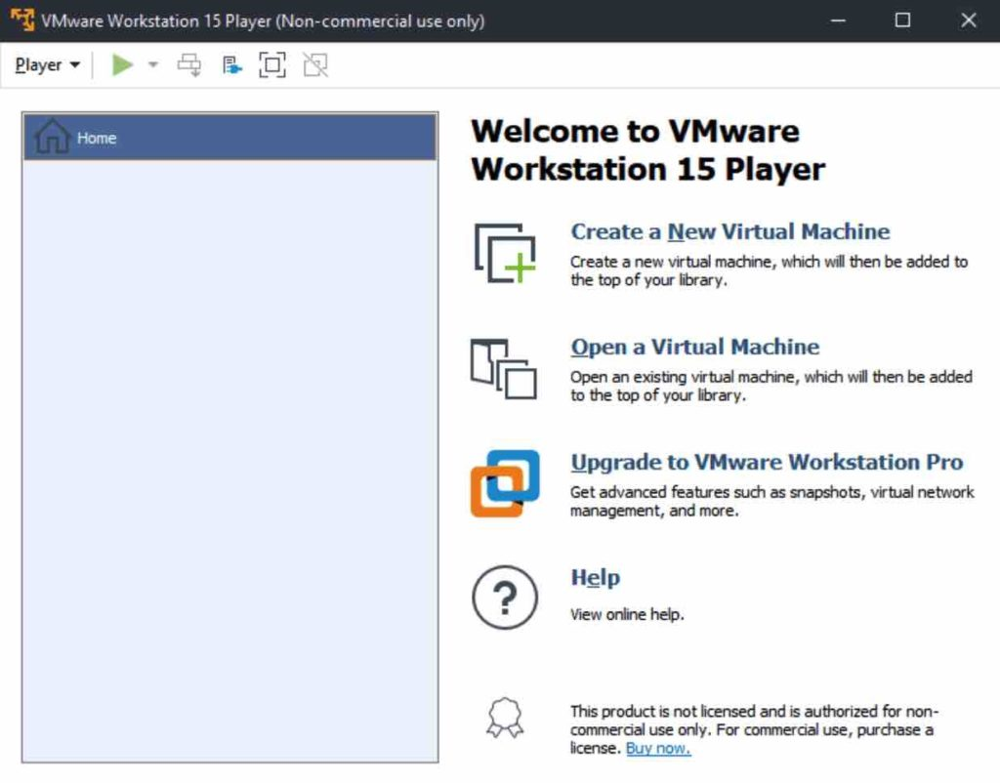 VMware Workstation 15 Player (Non-commercial use only)
Player
Home
Welcome to VMware
Workstation 15 Player
Create a New Virtual Machine
Create a new virtual machine, which will then be added to
the top of your library.
Open a Virtual Machine
Open an existing virtual machine, which will then be added
to the top of your library.
Upgrade to VMware Workstation Pro
Get advanced features such as snapshots, virtual network
management, and more.
?
Help
View online help.
This product is not licensed and is authorized for non-
commercial use only. For commercial use, purchase a
license. Buy now.